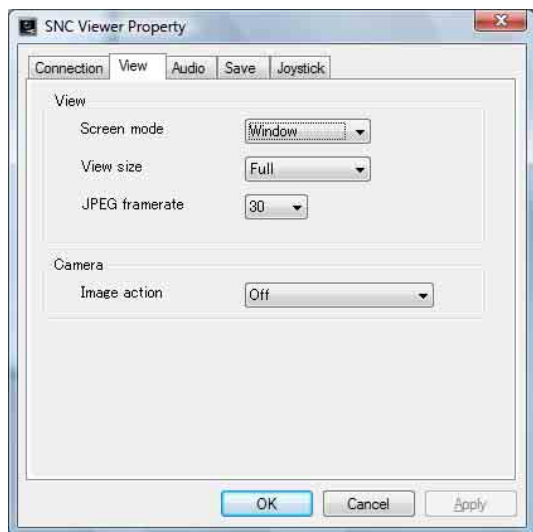 SNC Viewer Property
Connection View Audio Save Joystick
View
Screen mode Window
View size Full
JPEG framerate 30
Camera
Image action Off
OK Cancel Apply